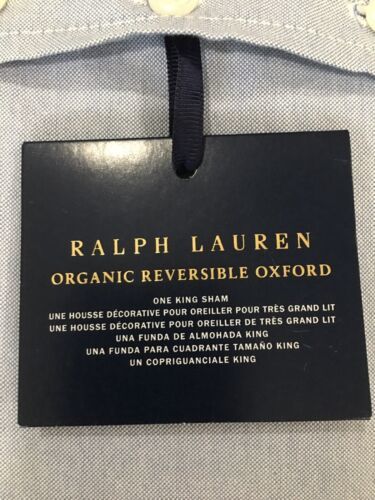 RALPH LAUREN
ORGANIC REVERSIBLE OXFORD
ONE KING SHAM
UNE HOUSSE DÉCORATIVE POUR OREILLER POUR TRÈS GRAND LIT
UNE HOUSSE DÉCORATIVE POUR OREILLER DE TRÈS GRAND LIT
UNA FUNDA DE ALMOHADA KING
UNA FUNDA PARA CUADRANTE TAMAÑO KING
UN COPRIGUANCIALE KING